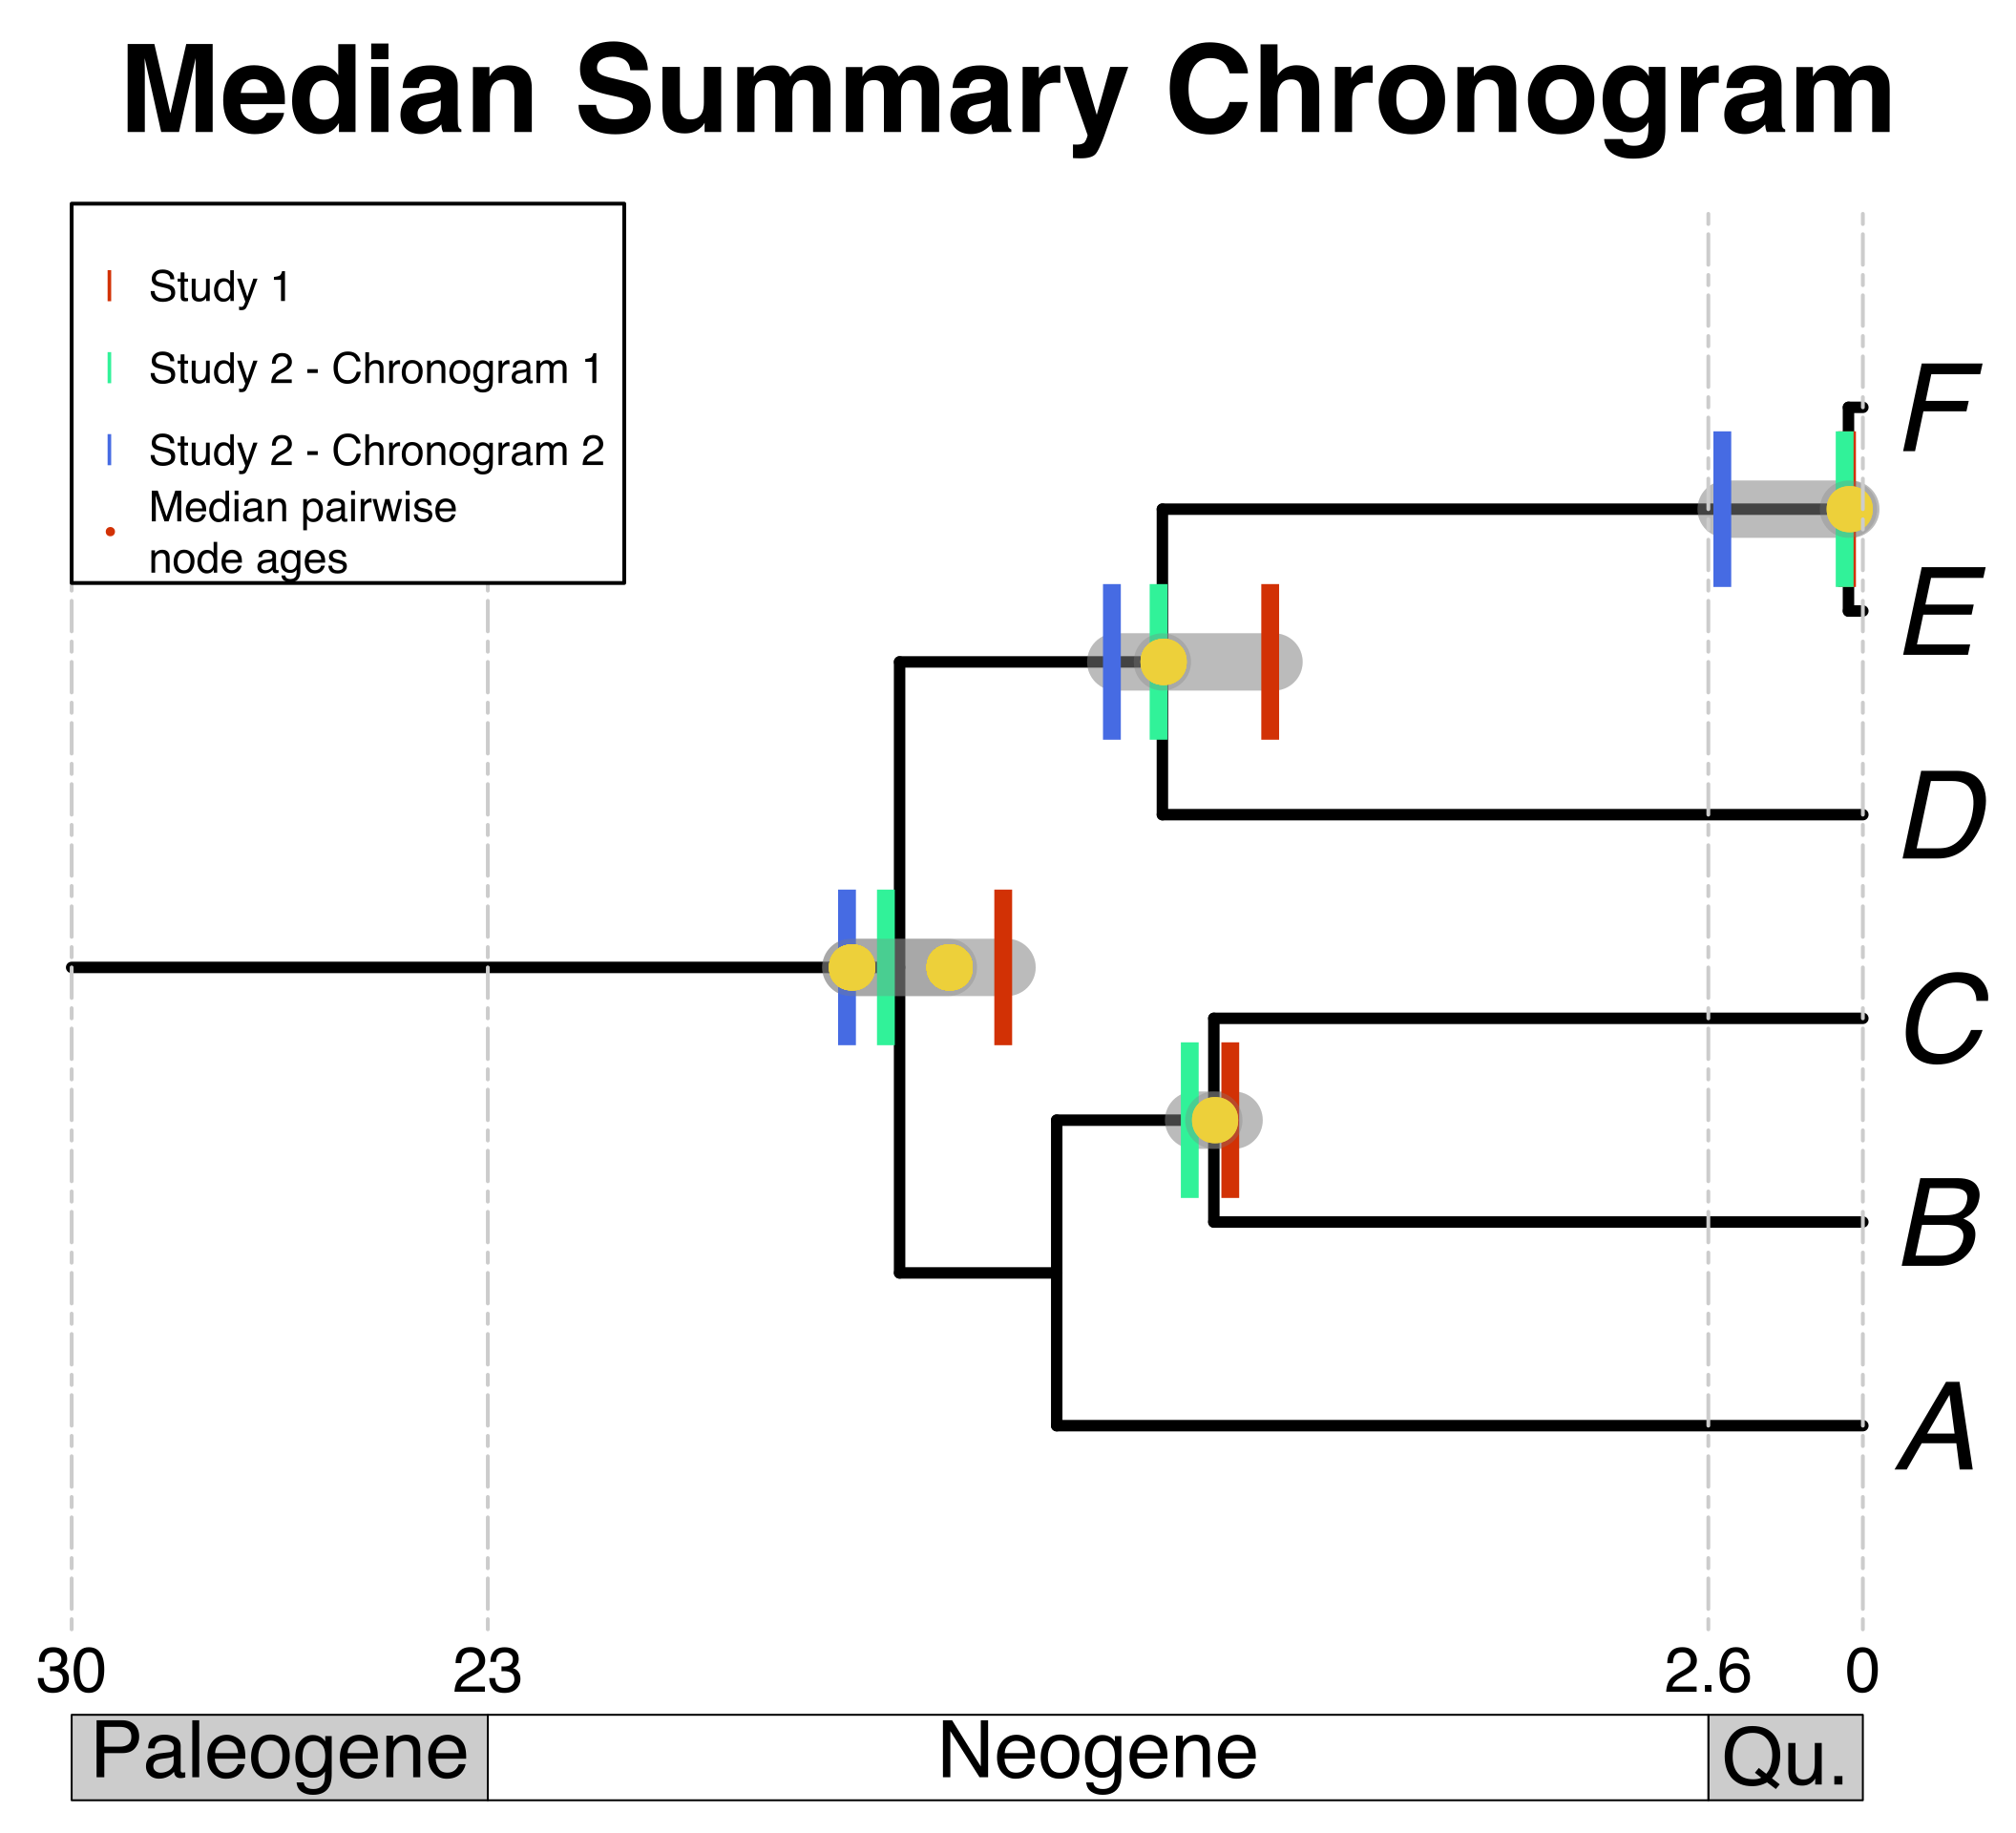 Median Summary Chronogram
Study 1
Study 2 - Chronogram 1
Study 2 - Chronogram 2
Median pairwise
node ages
F
E
D
C
B
A
30 23 2.6 0
Paleogene Neogene Qu.